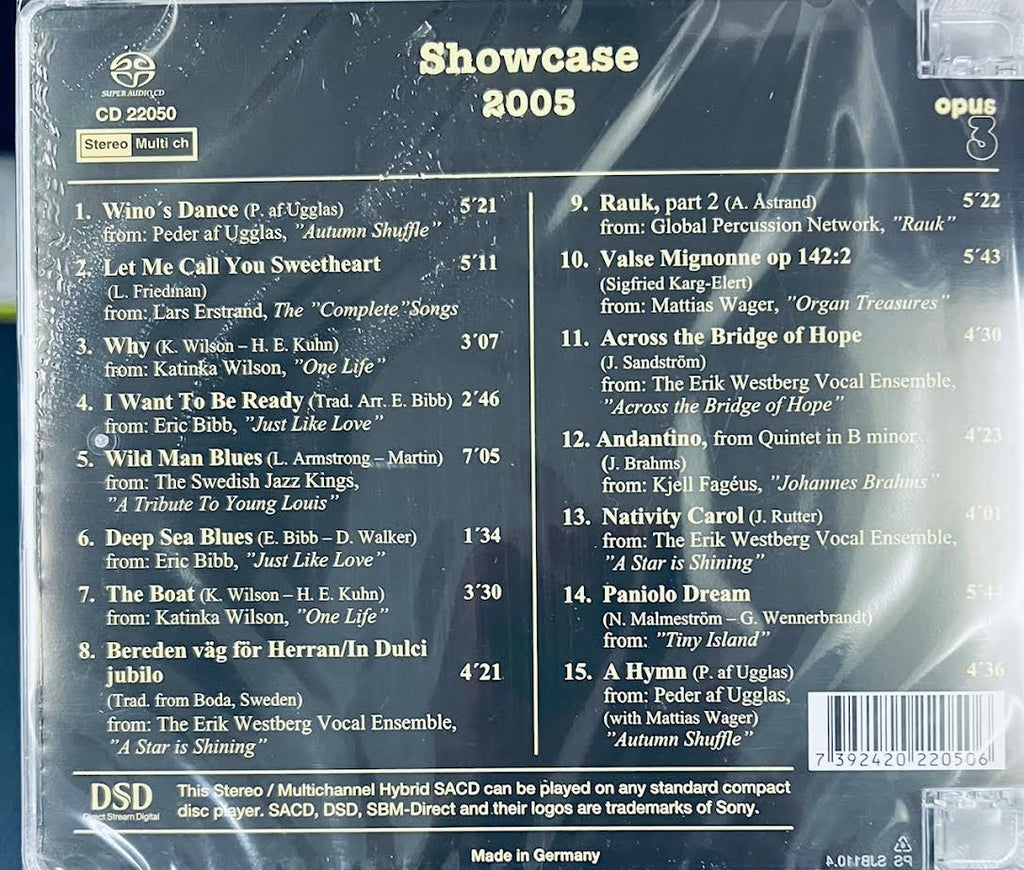 Showcase
2005
SUPER AUDIO CD
CD 22050
Stereo Multi ch
opus
3
1. Wino´s Dance (P. af Ugglas) 5´21
from: Peder af Ugglas, "Autumn Shuffle"
2. Let Me Call You Sweetheart 5´11
(L. Friedman)
from: Lars Erstrand, The "Complete" Songs
3. Why (K. Wilson – H. E. Kuhn) 3´07
from: Katinka Wilson, "One Life"
4. I Want To Be Ready (Trad. Arr. E. Bibb) 2´46
from: Eric Bibb, "Just Like Love"
5. Wild Man Blues (L. Armstrong – Martin) 7´05
from: The Swedish Jazz Kings,
"A Tribute To Young Louis"
6. Deep Sea Blues (E. Bibb – D. Walker) 1´34
from: Eric Bibb, "Just Like Love"
7. The Boat (K. Wilson – H. E. Kuhn) 3´30
from: Katinka Wilson, "One Life"
8. Bereden väg för Herran/In Dulci
jubilo 4´21
(Trad. from Boda, Sweden)
from: The Erik Westberg Vocal Ensemble,
"A Star is Shining"
9. Rauk, part 2 (A. Åstrand) 5´22
from: Global Percussion Network, "Rauk"
10. Valse Mignonne op 142:2 5´43
(Sigfried Karg-Elert)
from: Mattias Wager, "Organ Treasures"
11. Across the Bridge of Hope 4´30
(J. Sandström)
from: The Erik Westberg Vocal Ensemble,
"Across the Bridge of Hope"
12. Andantino, from Quintet in B minor 4´23
(J. Brahms)
from: Kjell Fagéus, "Johannes Brahms"
13. Nativity Carol (J. Rutter) 4´01
from: The Erik Westberg Vocal Ensemble,
"A Star is Shining"
14. Paniolo Dream 5´44
(N. Malmeström – G. Wennerbrandt)
from: "Tiny Island"
15. A Hymn (P. af Ugglas) 4´36
from: Peder af Ugglas,
(with Mattias Wager)
"Autumn Shuffle"
7 392420 220506
DSD
Direct Stream Digital
This Stereo / Multichannel Hybrid SACD can be played on any standard compact
disc player. SACD, DSD, SBM-Direct and their logos are trademarks of Sony.
Made in Germany
PS SJB110.4